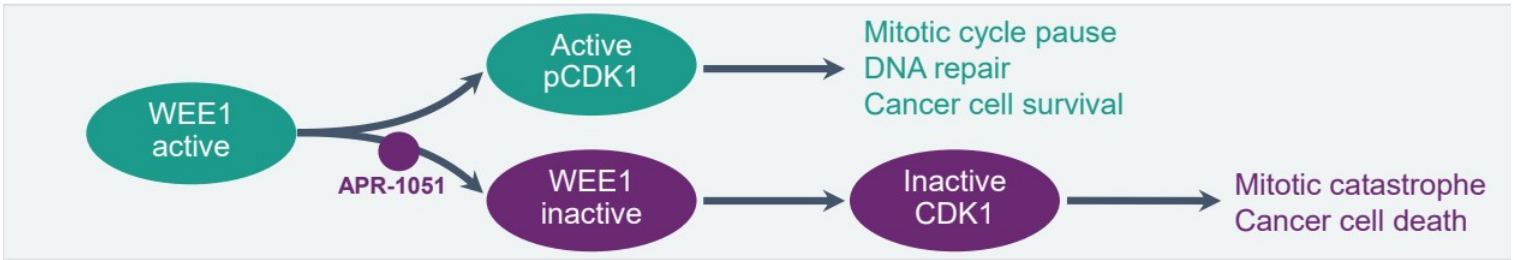 WEE1
active
Active
pCDK1
Mitotic cycle pause
DNA repair
Cancer cell survival
APR-1051
WEE1
inactive
Inactive
CDK1
Mitotic catastrophe
Cancer cell death